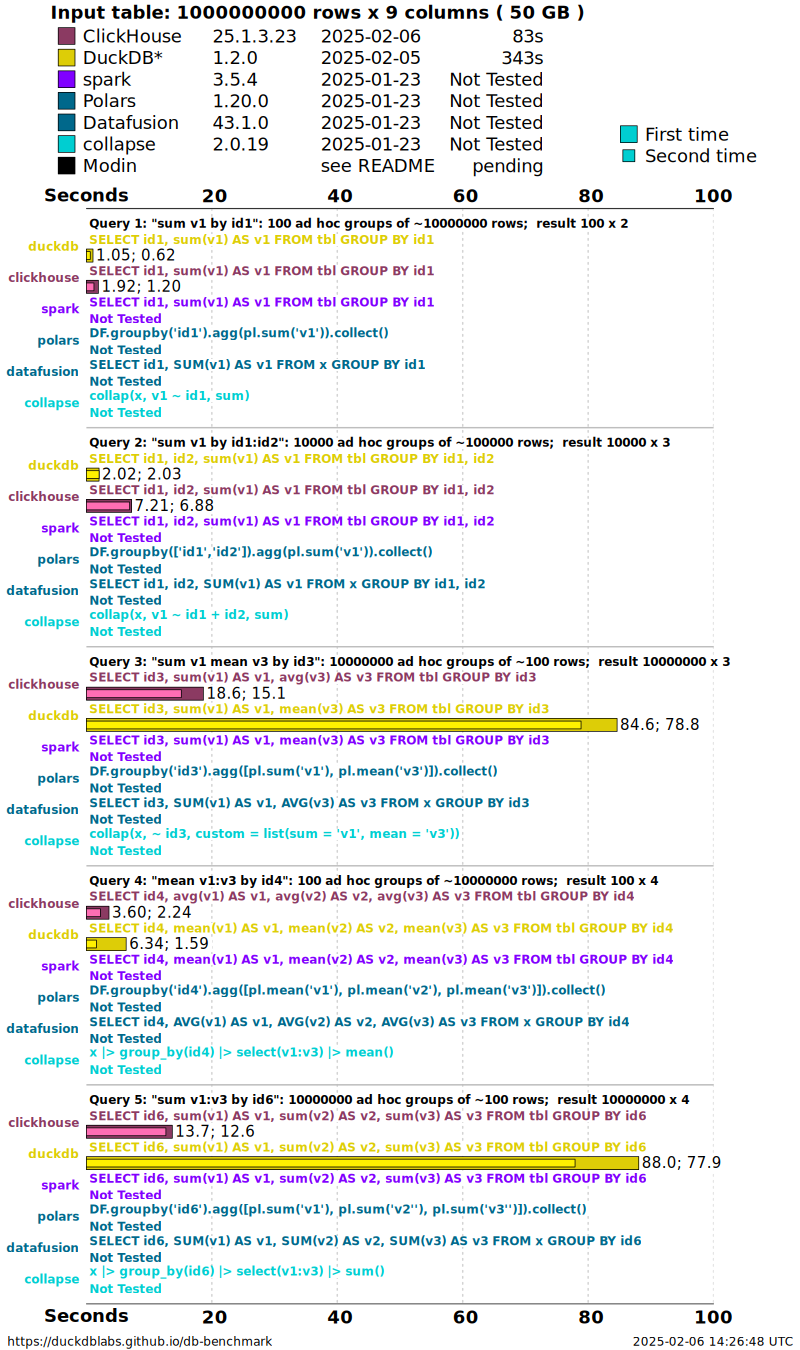 Input table: 1000000000 rows x 9 columns ( 50 GB )
ClickHouse 25.1.3.23 2025-02-06 83s
DuckDB* 1.2.0 2025-02-05 343s
spark 3.5.4 2025-01-23 Not Tested
Polars 1.20.0 2025-01-23 Not Tested
Datafusion 43.1.0 2025-01-23 Not Tested
collapse 2.0.19 2025-01-23 Not Tested
Modin see README pending
First time
Second time
Seconds 20 40 60 80 100
Query 1: "sum v1 by id1": 100 ad hoc groups of ~10000000 rows; result 100 x 2
duckdb SELECT id1, sum(v1) AS v1 FROM tbl GROUP BY id1
1.05; 0.62
clickhouse SELECT id1, sum(v1) AS v1 FROM tbl GROUP BY id1
1.92; 1.20
spark SELECT id1, sum(v1) AS v1 FROM tbl GROUP BY id1
Not Tested
polars DF.groupby('id1').agg(pl.sum('v1')).collect()
Not Tested
datafusion SELECT id1, SUM(v1) AS v1 FROM x GROUP BY id1
Not Tested
collapse collap(x, v1 ~ id1, sum)
Not Tested
Query 2: "sum v1 by id1:id2": 10000 ad hoc groups of ~100000 rows; result 10000 x 3
duckdb SELECT id1, id2, sum(v1) AS v1 FROM tbl GROUP BY id1, id2
2.02; 2.03
clickhouse SELECT id1, id2, sum(v1) AS v1 FROM tbl GROUP BY id1, id2
7.21; 6.88
spark SELECT id1, id2, sum(v1) AS v1 FROM tbl GROUP BY id1, id2
Not Tested
polars DF.groupby(['id1','id2']).agg(pl.sum('v1')).collect()
Not Tested
datafusion SELECT id1, id2, SUM(v1) AS v1 FROM x GROUP BY id1, id2
Not Tested
collapse collap(x, v1 ~ id1 + id2, sum)
Not Tested
Query 3: "sum v1 mean v3 by id3": 10000000 ad hoc groups of ~100 rows; result 10000000 x 3
clickhouse SELECT id3, sum(v1) AS v1, avg(v3) AS v3 FROM tbl GROUP BY id3
18.6; 15.1
duckdb SELECT id3, sum(v1) AS v1, mean(v3) AS v3 FROM tbl GROUP BY id3
84.6; 78.8
spark SELECT id3, sum(v1) AS v1, mean(v3) AS v3 FROM tbl GROUP BY id3
Not Tested
polars DF.groupby('id3').agg([pl.sum('v1'), pl.mean('v3')]).collect()
Not Tested
datafusion SELECT id3, SUM(v1) AS v1, AVG(v3) AS v3 FROM x GROUP BY id3
Not Tested
collapse collap(x, ~ id3, custom = list(sum = 'v1', mean = 'v3'))
Not Tested
Query 4: "mean v1:v3 by id4": 100 ad hoc groups of ~10000000 rows; result 100 x 4
clickhouse SELECT id4, avg(v1) AS v1, avg(v2) AS v2, avg(v3) AS v3 FROM tbl GROUP BY id4
3.60; 2.24
duckdb SELECT id4, mean(v1) AS v1, mean(v2) AS v2, mean(v3) AS v3 FROM tbl GROUP BY id4
6.34; 1.59
spark SELECT id4, mean(v1) AS v1, mean(v2) AS v2, mean(v3) AS v3 FROM tbl GROUP BY id4
Not Tested
polars DF.groupby('id4').agg([pl.mean('v1'), pl.mean('v2'), pl.mean('v3')]).collect()
Not Tested
datafusion SELECT id4, AVG(v1) AS v1, AVG(v2) AS v2, AVG(v3) AS v3 FROM x GROUP BY id4
Not Tested
collapse x |> group_by(id4) |> select(v1:v3) |> mean()
Not Tested
Query 5: "sum v1:v3 by id6": 10000000 ad hoc groups of ~100 rows; result 10000000 x 4
clickhouse SELECT id6, sum(v1) AS v1, sum(v2) AS v2, sum(v3) AS v3 FROM tbl GROUP BY id6
13.7; 12.6
duckdb SELECT id6, sum(v1) AS v1, sum(v2) AS v2, sum(v3) AS v3 FROM tbl GROUP BY id6
88.0; 77.9
spark SELECT id6, sum(v1) AS v1, sum(v2) AS v2, sum(v3) AS v3 FROM tbl GROUP BY id6
Not Tested
polars DF.groupby('id6').agg([pl.sum('v1'), pl.sum('v2''), pl.sum('v3'')]).collect()
Not Tested
datafusion SELECT id6, SUM(v1) AS v1, SUM(v2) AS v2, SUM(v3) AS v3 FROM x GROUP BY id6
Not Tested
collapse x |> group_by(id6) |> select(v1:v3) |> sum()
Not Tested
Seconds 20 40 60 80 100
https://duckdblabs.github.io/db-benchmark 2025-02-06 14:26:48 UTC